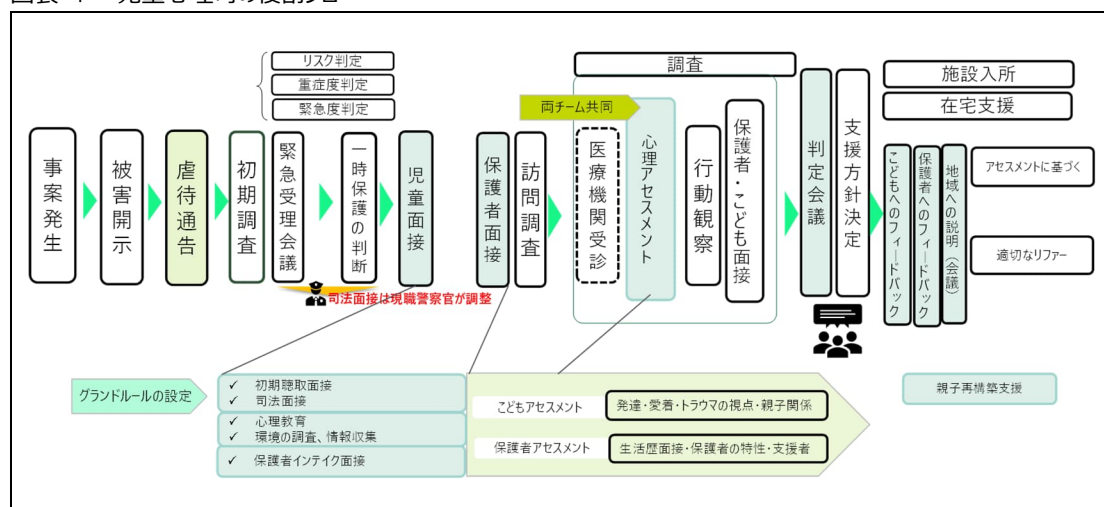 リスク判定
重症度判定
緊急度判定
調査
施設入所
在宅支援
両チーム共同
事案発生
被害開示
虐待通告
初期調査
緊急受理会議
一時保護の判断
児童面接
保護者面接
訪問調査
医療機関受診
心理アセスメント
行動観察
保護者・こども面接
判定会議
支援方針決定
こどもへのフィードバック
保護者へのフィードバック
地域への説明（会議）
アセスメントに基づく
適切なリファー
司法面接は現職警察官が調整
グランドルールの設定
✓ 初期聴取面接
✓ 司法面接
✓ 心理教育
✓ 環境の調査、情報収集
✓ 保護者インテイク面接
こどもアセスメント
発達・愛着・トラウマの視点・親子関係
保護者アセスメント
生活歴面接・保護者の特性・支援者
親子再構築支援